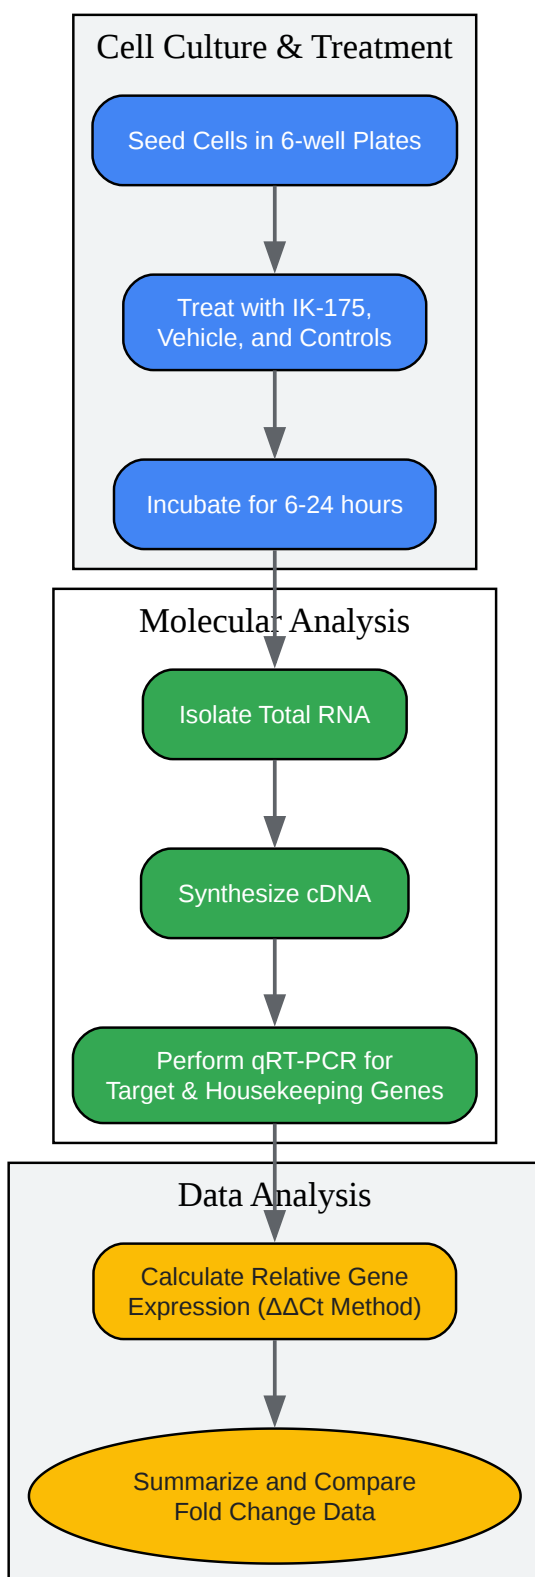 Cell Culture & Treatment
Seed Cells in 6-well Plates
Treat with IK-175,
Vehicle, and Controls
Incubate for 6-24 hours
Molecular Analysis
Isolate Total RNA
Synthesize cDNA
Perform qRT-PCR for
Target & Housekeeping Genes
Data Analysis
Calculate Relative Gene
Expression (ΔΔCt Method)
Summarize and Compare
Fold Change Data